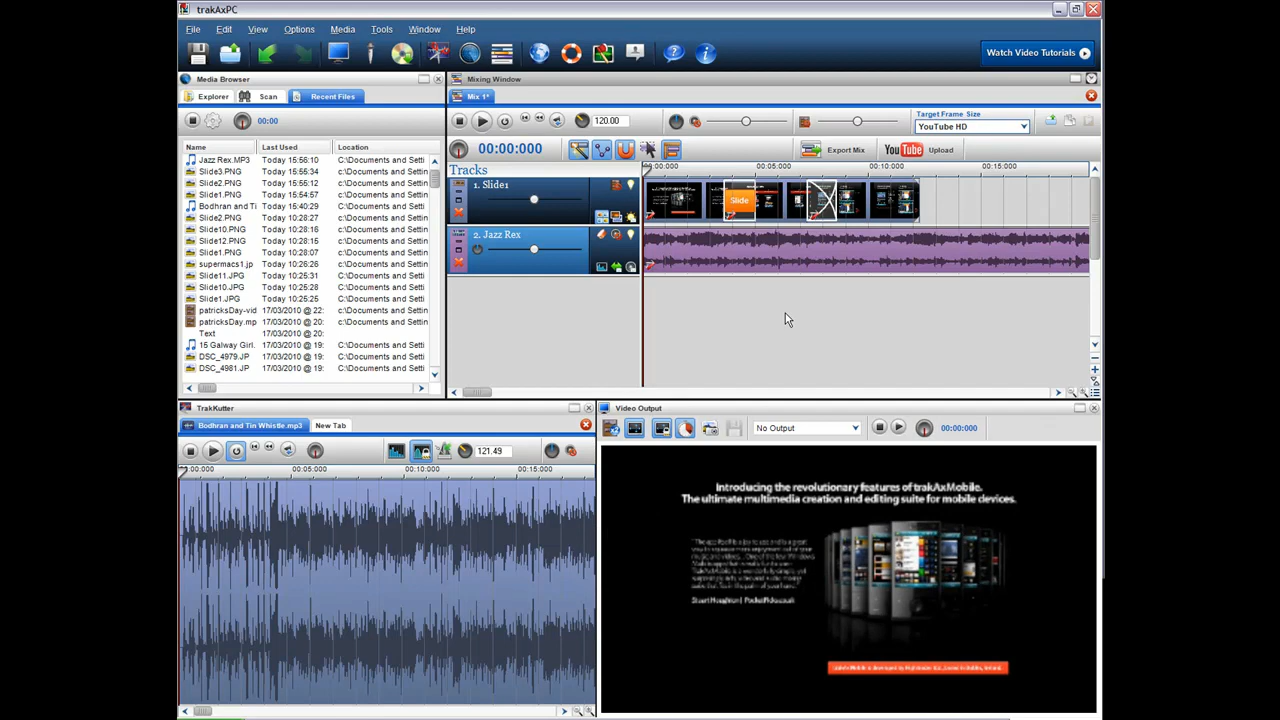 trakAxPC
File Edit View Options Media Tools Window Help
Watch Video Tutorials
Media Browser
Explorer Scan Recent Files
00:00
Name Last Used Location
Jazz Rex.MP3 Today 15:56:10 C:\Documents and Setti
Slide3.PNG Today 15:55:34 C:\Documents and Setti
Slide2.PNG Today 15:55:12 C:\Documents and Setti
Slide1.PNG Today 15:54:57 C:\Documents and Setti
Bodhran and Ti Today 15:40:29 C:\Documents and Setti
Slide2.PNG Today 10:28:27 C:\Documents and Setti
Slide10.PNG Today 10:28:16 C:\Documents and Setti
Slide12.PNG Today 10:28:15 C:\Documents and Setti
Slide1.PNG Today 10:28:07 C:\Documents and Setti
supermacs1.jp Today 10:26:26 C:\Documents and Setti
Slide11.JPG Today 10:25:31 C:\Documents and Setti
Slide10.JPG Today 10:25:28 C:\Documents and Setti
Slide1.JPG Today 10:25:25 C:\Documents and Setti
patricksDay-vid 17/03/2010 @ 22: c:\Documents and Settin
patricksDay.mp 17/03/2010 @ 20: c:\Documents and Settin
Text 17/03/2010 @ 20:
15 Galway Girl. 17/03/2010 @ 19: C:\Documents and Setti
DSC_4979.JP 17/03/2010 @ 19: C:\Documents and Setti
DSC_4981.JP 17/03/2010 @ 19: C:\Documents and Setti
Mixing Window
Mix 1*
120.00
Target Frame Size
YouTube HD
00:00:000
Export Mix
YouTube Upload
Tracks
00:000 00:05:000 00:10:000 00:15:000
1. Slide1
Slide
2. Jazz Rex
TrakKutter
Bodhran and Tin Whistle.mp3 New Tab
121.49
00:000 00:05:000 00:10:000 00:15:000
Video Output
No Output
00:00:000
Introducing the revolutionary features of trakAxMobile.
The ultimate multimedia creation and editing suite for mobile devices.